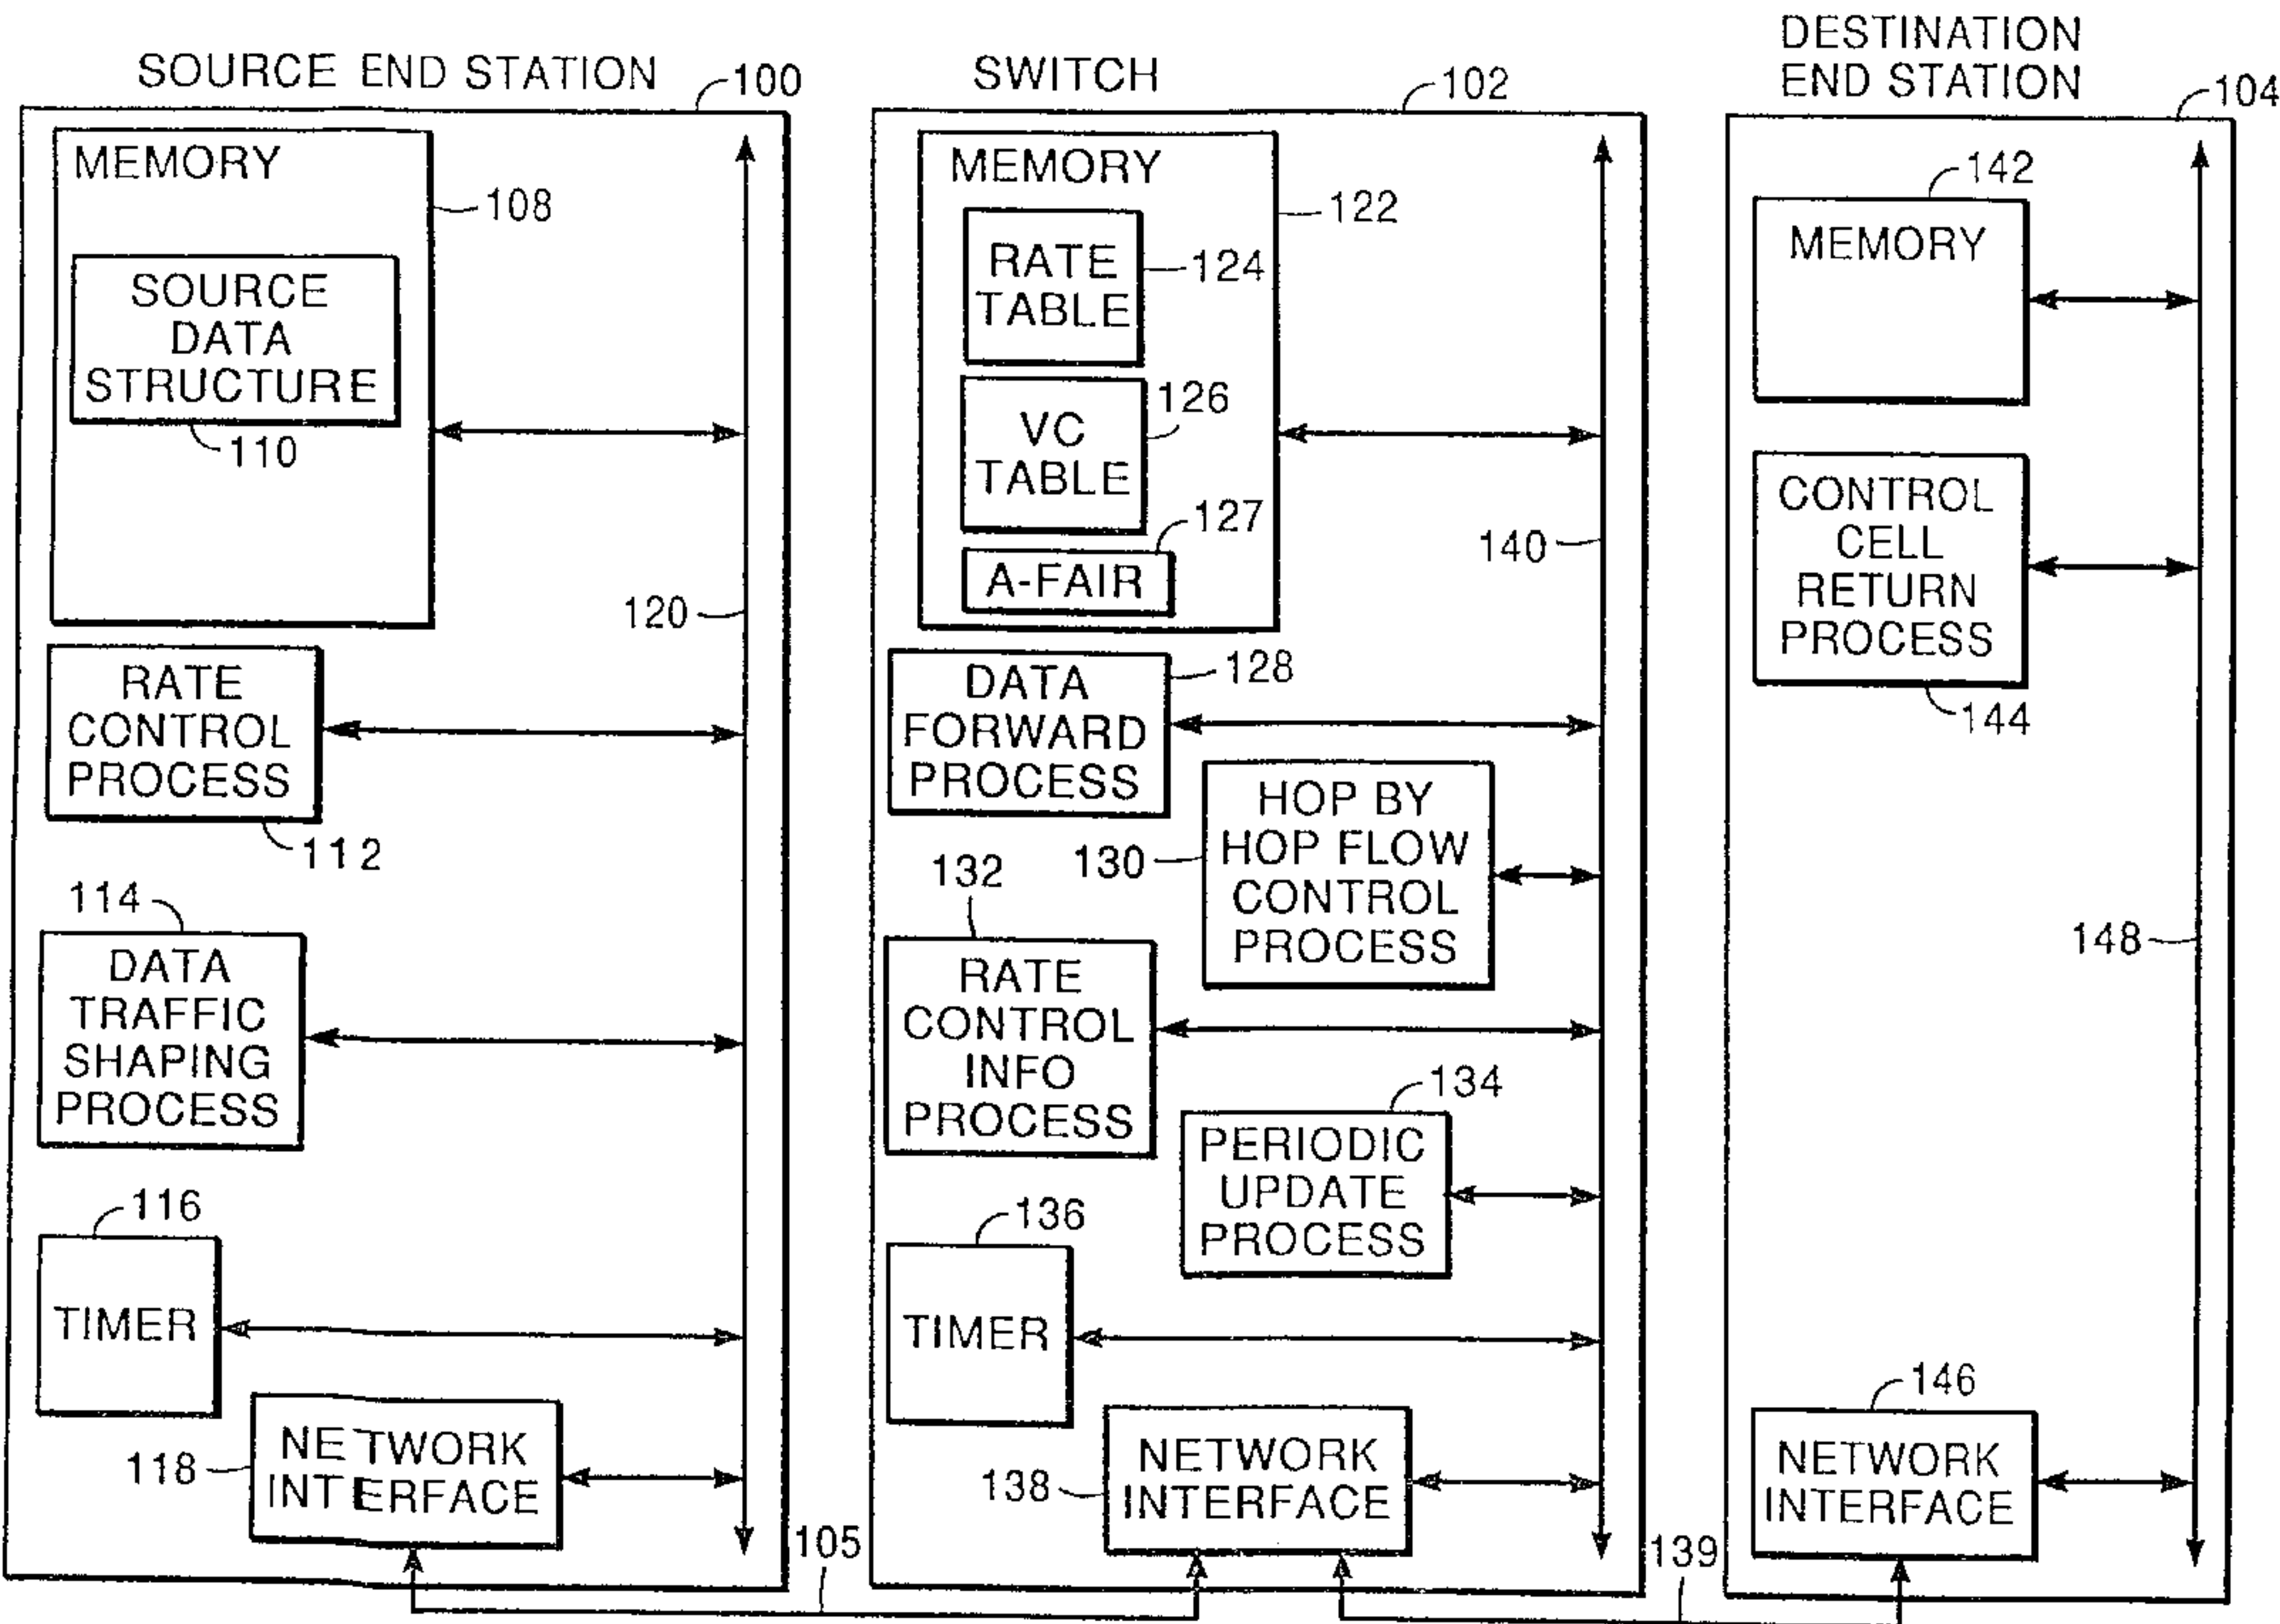 SOURCE END STATION
100
MEMORY
108
SOURCE
DATA
STRUCTURE
110
120
RATE
CONTROL
PROCESS
112
114
DATA
TRAFFIC
SHAPING
PROCESS
116
TIMER
118
NETWORK
INTERFACE
105
SWITCH
102
MEMORY
122
RATE
TABLE
124
126
VC
TABLE
127
A-FAIR
140
DATA
FORWARD
PROCESS
128
HOP BY
HOP FLOW
CONTROL
PROCESS
130
132
RATE
CONTROL
INFO
PROCESS
134
PERIODIC
UPDATE
PROCESS
136
TIMER
138
NETWORK
INTERFACE
139
DESTINATION
END STATION
104
142
MEMORY
CONTROL
CELL
RETURN
PROCESS
144
148
146
NETWORK
INTERFACE